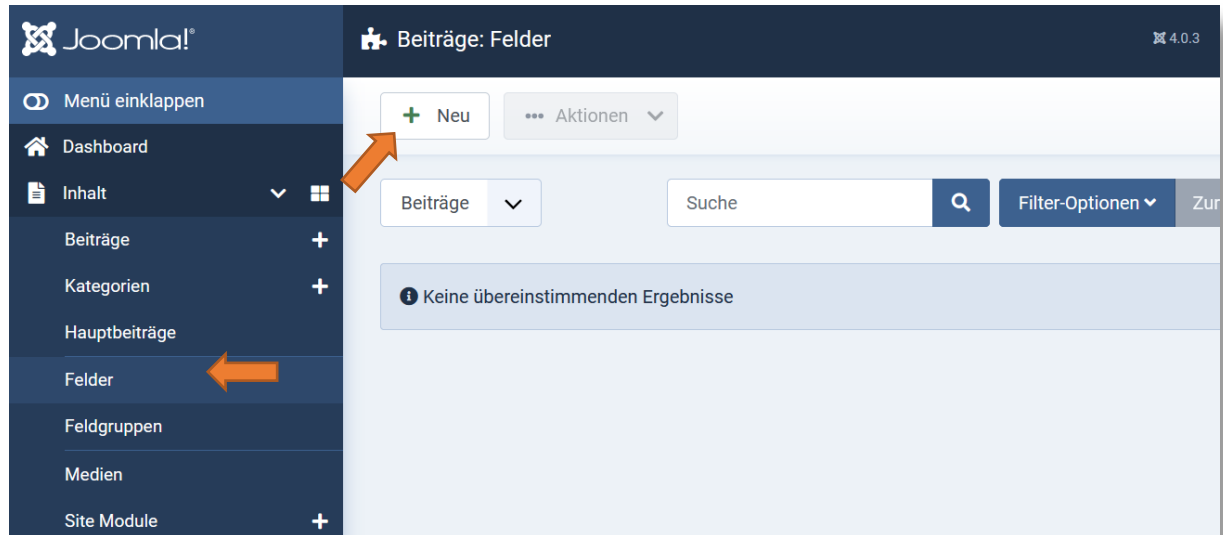 Joomla!®
Beiträge: Felder
4.0.3
Menü einklappen
Neu
Aktionen
Dashboard
Inhalt
Beiträge
Suche
Filter-Optionen
Zur
Beiträge
Kategorien
Keine übereinstimmenden Ergebnisse
Hauptbeiträge
Felder
Feldgruppen
Medien
Site Module